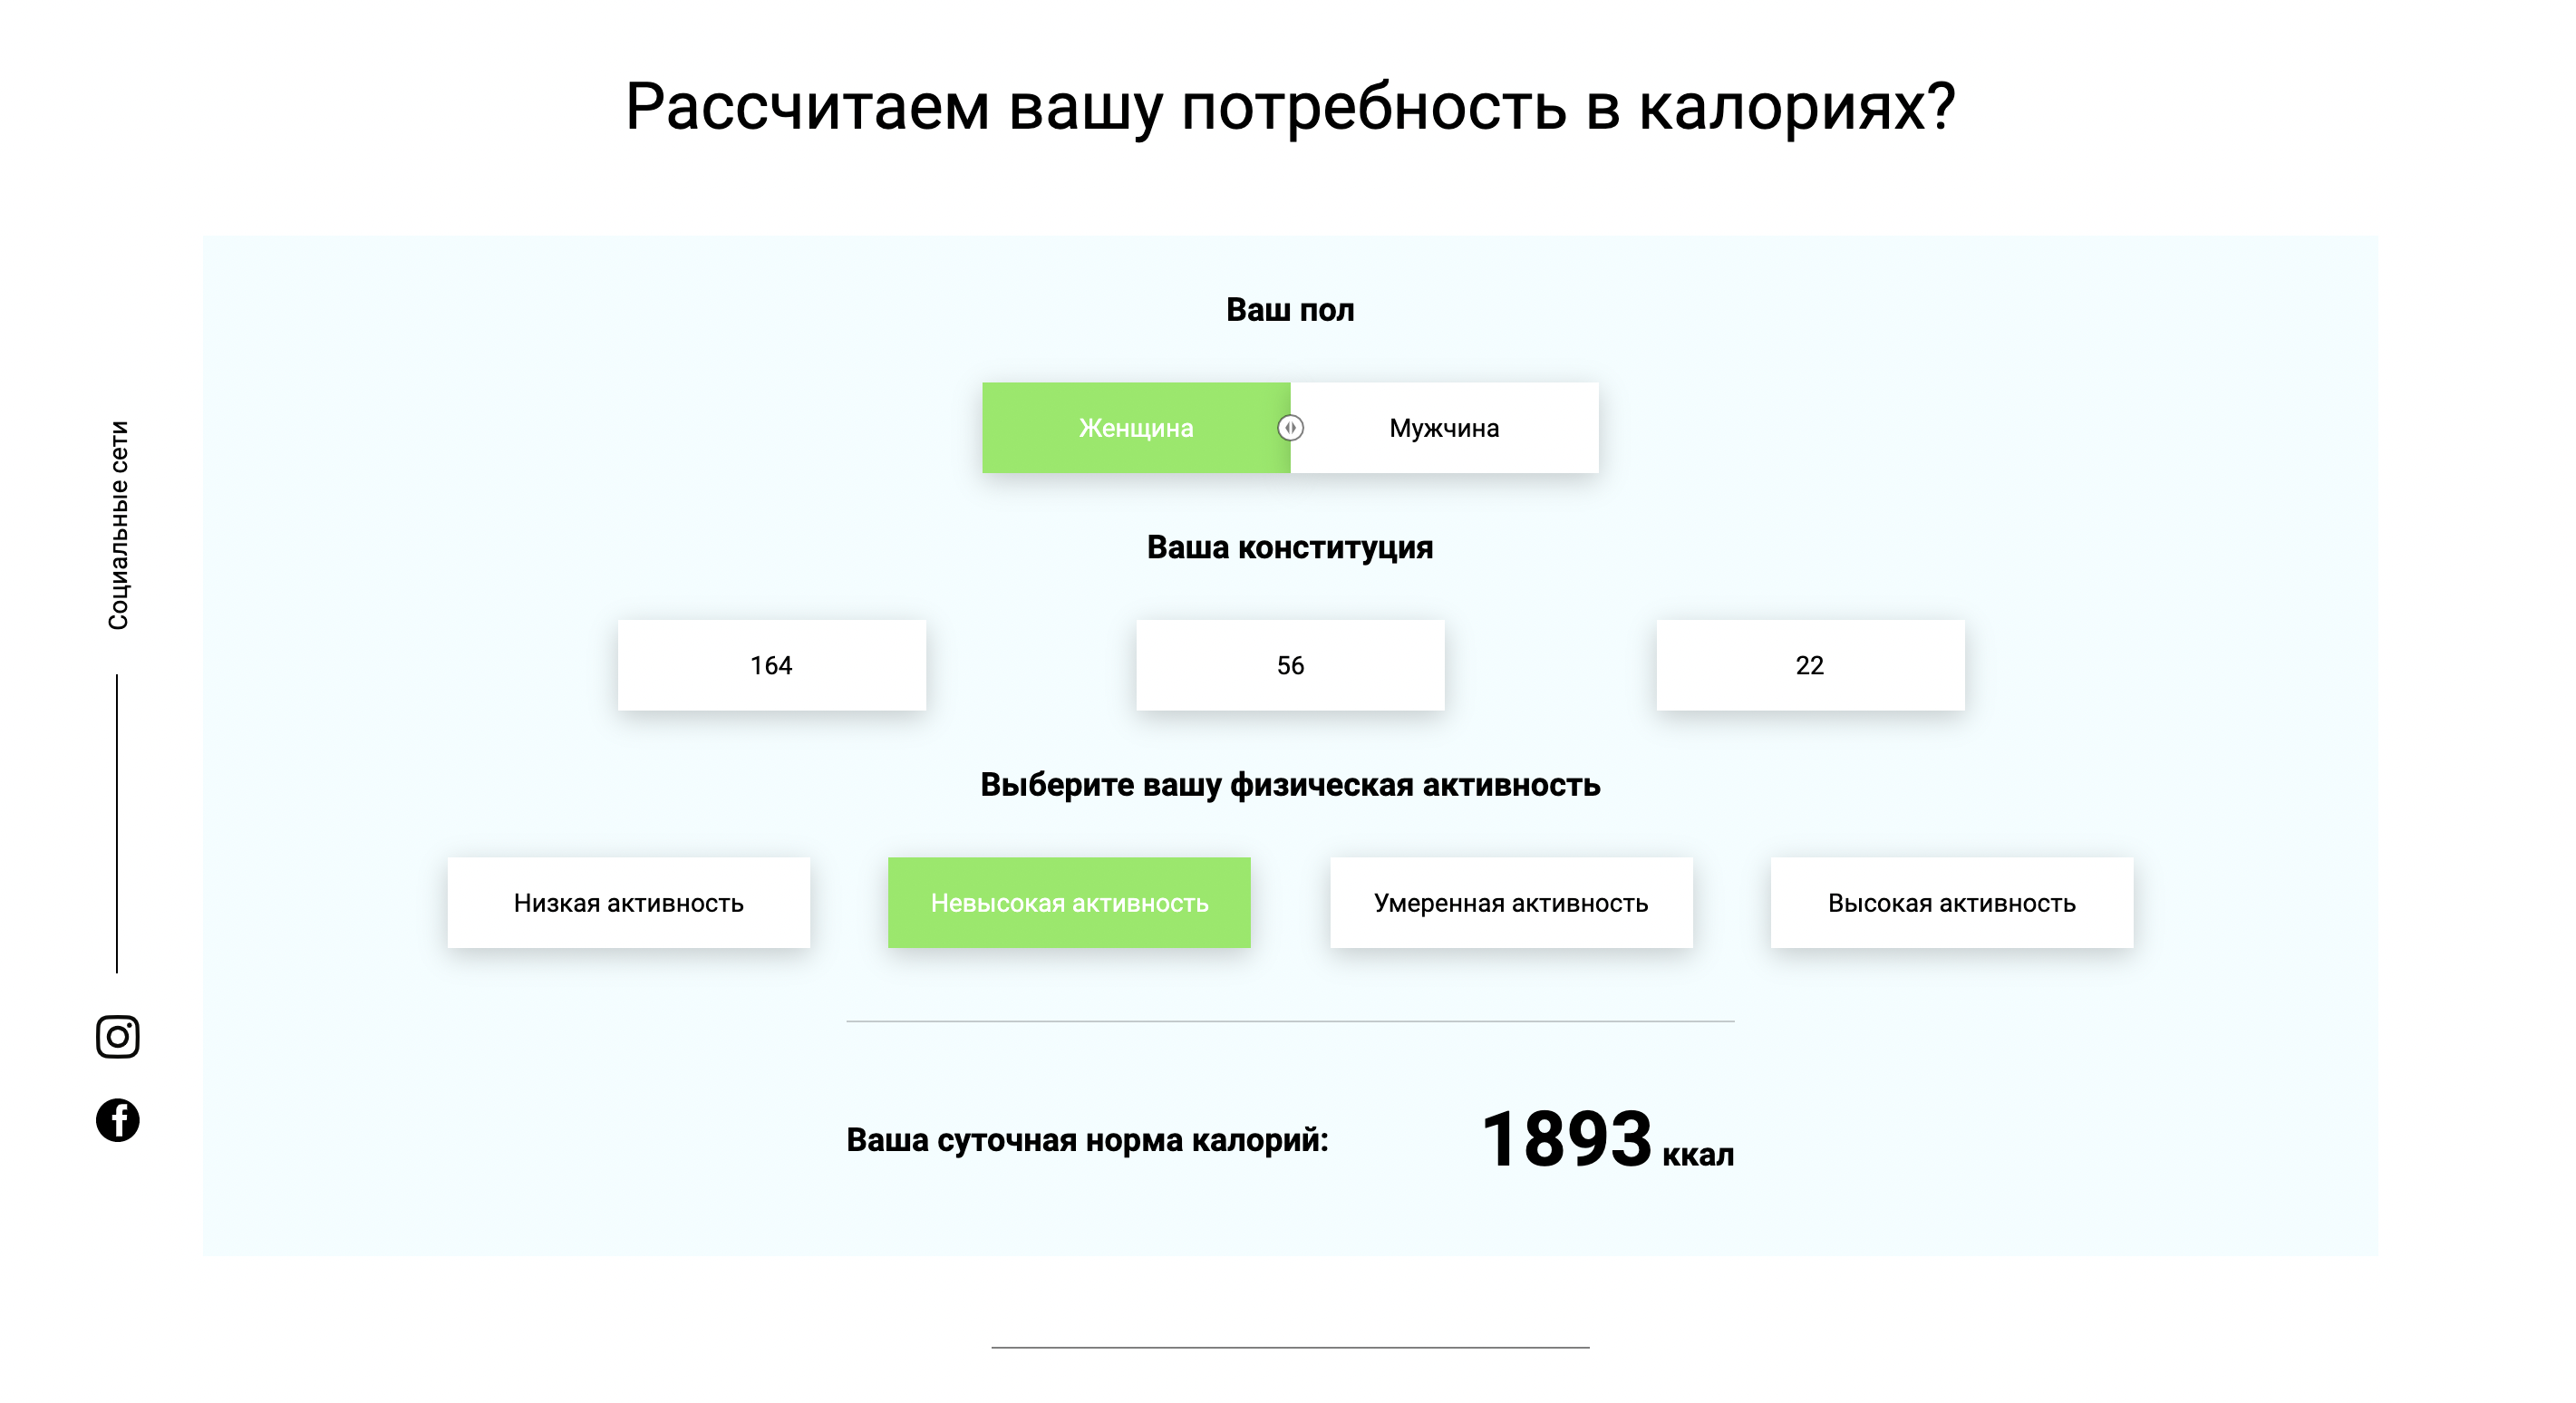 Рассчитаем вашу потребность в калориях?
Социальные сети
Ваш пол
Женщина
Мужчина
Ваша конституция
164
56
22
Выберите вашу физическая активность
Низкая активность
Невысокая активность
Умеренная активность
Высокая активность
Ваша суточная норма калорий:
1893 ккал